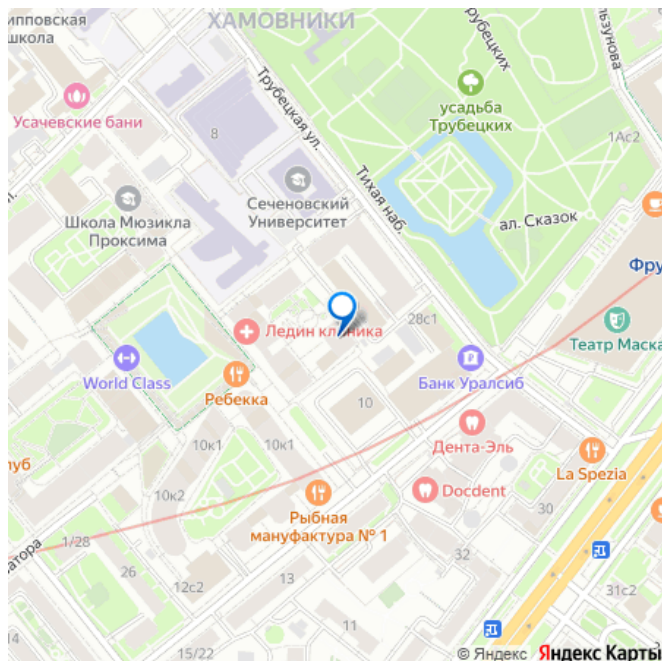 ХАМОВНИКИ
школа
Усачевские бани
8
Трубецкая ул.
усадьба
Трубецких
1Ас2
Сеченовский
Университет
Тихая наб.
ал. Сказок
Школа Мюзикла
Проксима
28с1
Театр Маска
Ледин клиника
World Class
Ребекка
Банк Уралсиб
10
10к1
10к1
Дента-Эль
La Spezia
10к2
Docdent
30
Рыбная
мануфактура № 1
1/28
32
26
12с2
13
31с2
11
14
15/22
© Яндекс Яндекс Карты